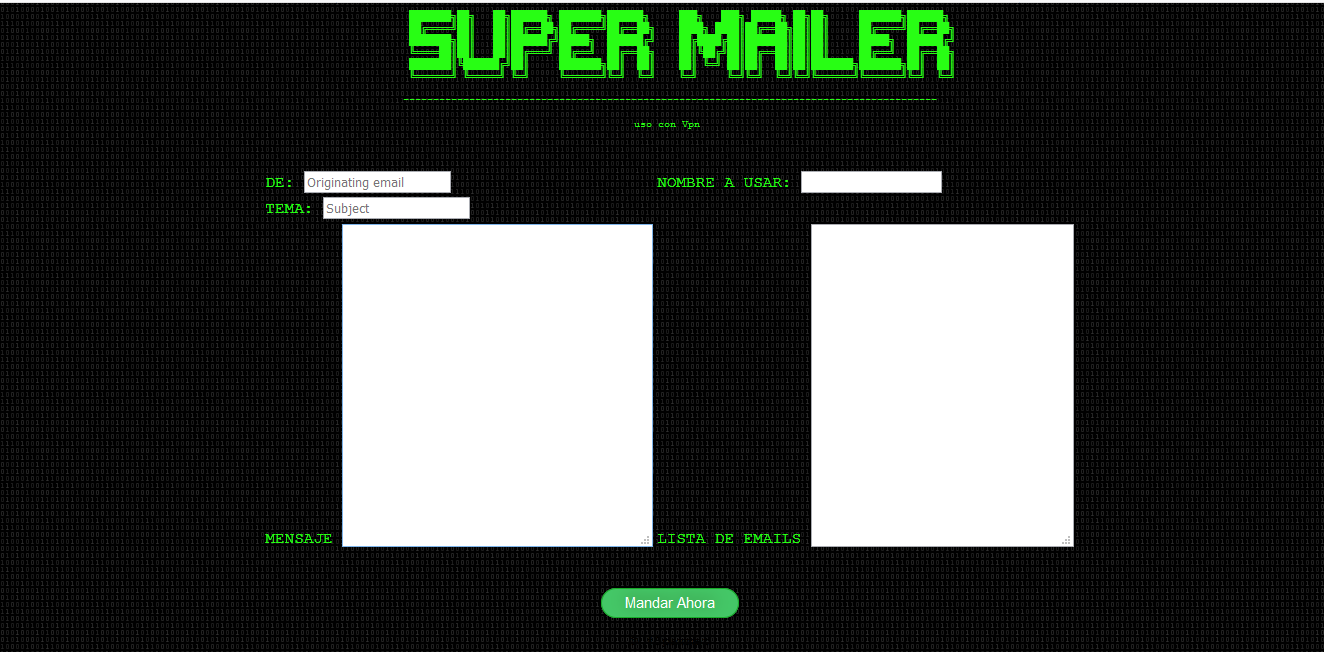 SUPER MAILER
uso con Vpn
DE: Originating email NOMBRE A USAR:
TEMA: Subject
MENSAJE LISTA DE EMAILS
Mandar Ahora